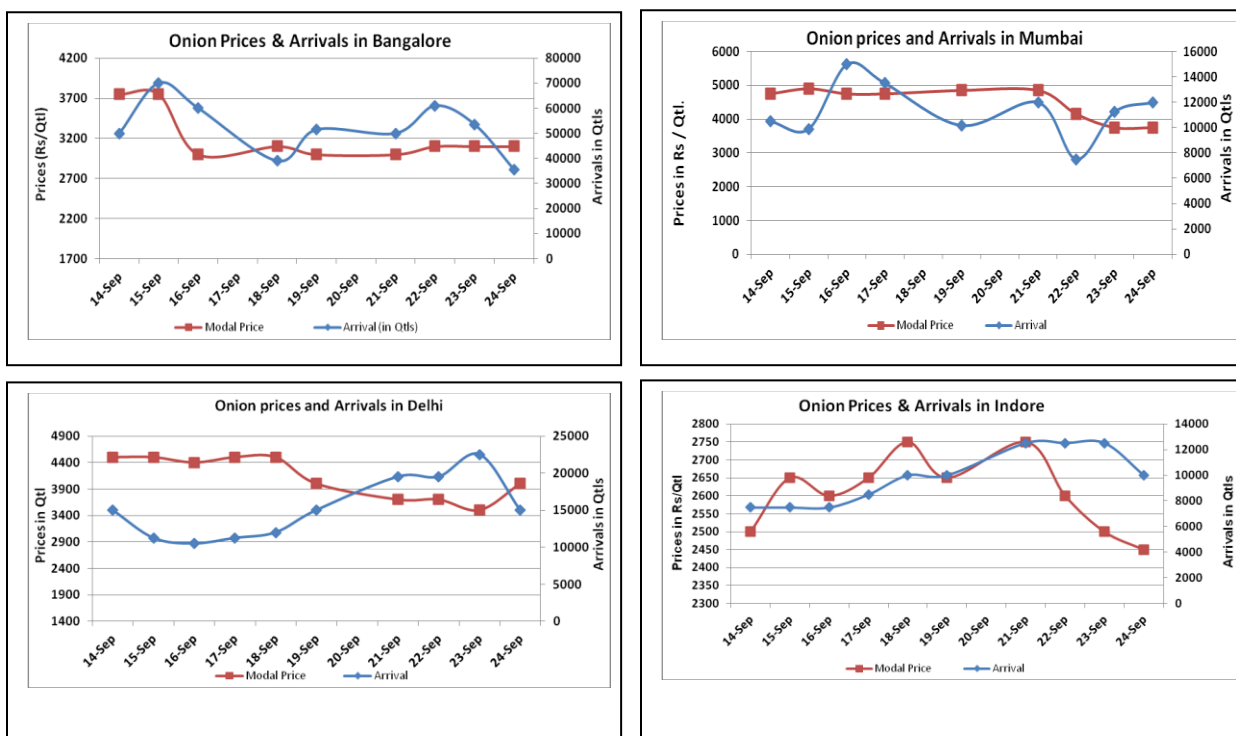 Onion Prices & Arrivals in Bangalore
4200
3700
3200
2700
2200
1700
80000
70000
60000
50000
40000
30000
20000
10000
0
Prices (Rs/Qtl)
Arrivals in Qtls
14-Sep
15-Sep
16-Sep
17-Sep
18-Sep
19-Sep
20-Sep
21-Sep
22-Sep
23-Sep
24-Sep
Modal Price
Arrival (in Qtls)
Onion prices and Arrivals in Mumbai
6000
5000
4000
3000
2000
1000
0
16000
14000
12000
10000
8000
6000
4000
2000
0
Prices in Rs / Qtl.
Arrivals in Qtls
14-Sep
15-Sep
16-Sep
17-Sep
18-Sep
19-Sep
20-Sep
21-Sep
22-Sep
23-Sep
24-Sep
Modal Price
Arrival
Onion prices and Arrivals in Delhi
4900
4400
3900
3400
2900
2400
1900
1400
25000
20000
15000
10000
5000
0
Prices in Qtl
Arrivals in Qtls
14-Sep
15-Sep
16-Sep
17-Sep
18-Sep
19-Sep
20-Sep
21-Sep
22-Sep
23-Sep
24-Sep
Modal Price
Arrival
Onion Prices & Arrivals in Indore
2800
2750
2700
2650
2600
2550
2500
2450
2400
2350
2300
14000
12000
10000
8000
6000
4000
2000
0
Prices in Rs/Qtl
Arrivals in Qtls
14-Sep
15-Sep
16-Sep
17-Sep
18-Sep
19-Sep
20-Sep
21-Sep
22-Sep
23-Sep
24-Sep
Modal Price
Arrival